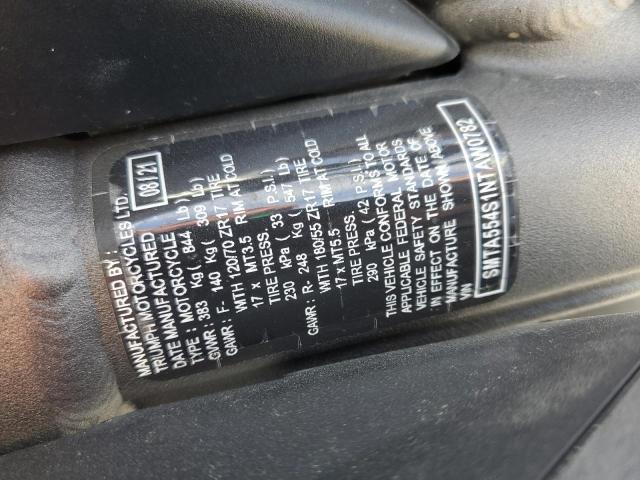 MANUFACTURED BY:
TRIUMPH MOTORCYCLES LTD.
DATE MANUFACTURED 08/21
TYPE : MOTORCYCLE
GVWR : 383 Kg ( 844 Lb)
GAWR : F- 140 Kg ( 309 Lb)
WITH 120/70 ZR17 TIRE
17 x MT3.5 RIM AT COLD
TIRE PRESS.
230 kPa ( 33 P.S.I.)
GAWR : R- 248 Kg ( 547 Lb)
WITH 180/55 ZR17 TIRE
17x MT5.5 RIM AT COLD
TIRE PRESS.
290 kPa ( 42 P.S.I.)
THIS VEHICLE CONFORMS TO ALL
APPLICABLE FEDERAL MOTOR
VEHICLE SAFETY STANDARDS
IN EFFECT ON THE DATE OF
MANUFACTURE SHOWN ABOVE
VIN SMTA554S1NTAW0782